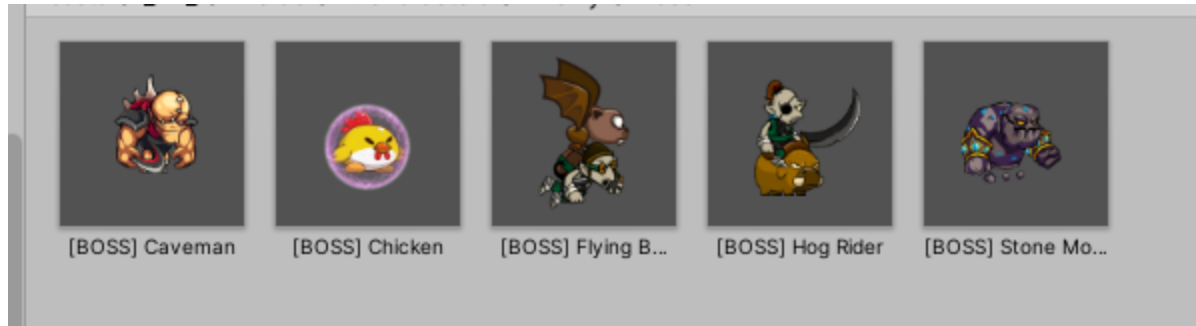 [BOSS] Caveman
[BOSS] Chicken
[BOSS] Flying B...
[BOSS] Hog Rider
[BOSS] Stone Mo...